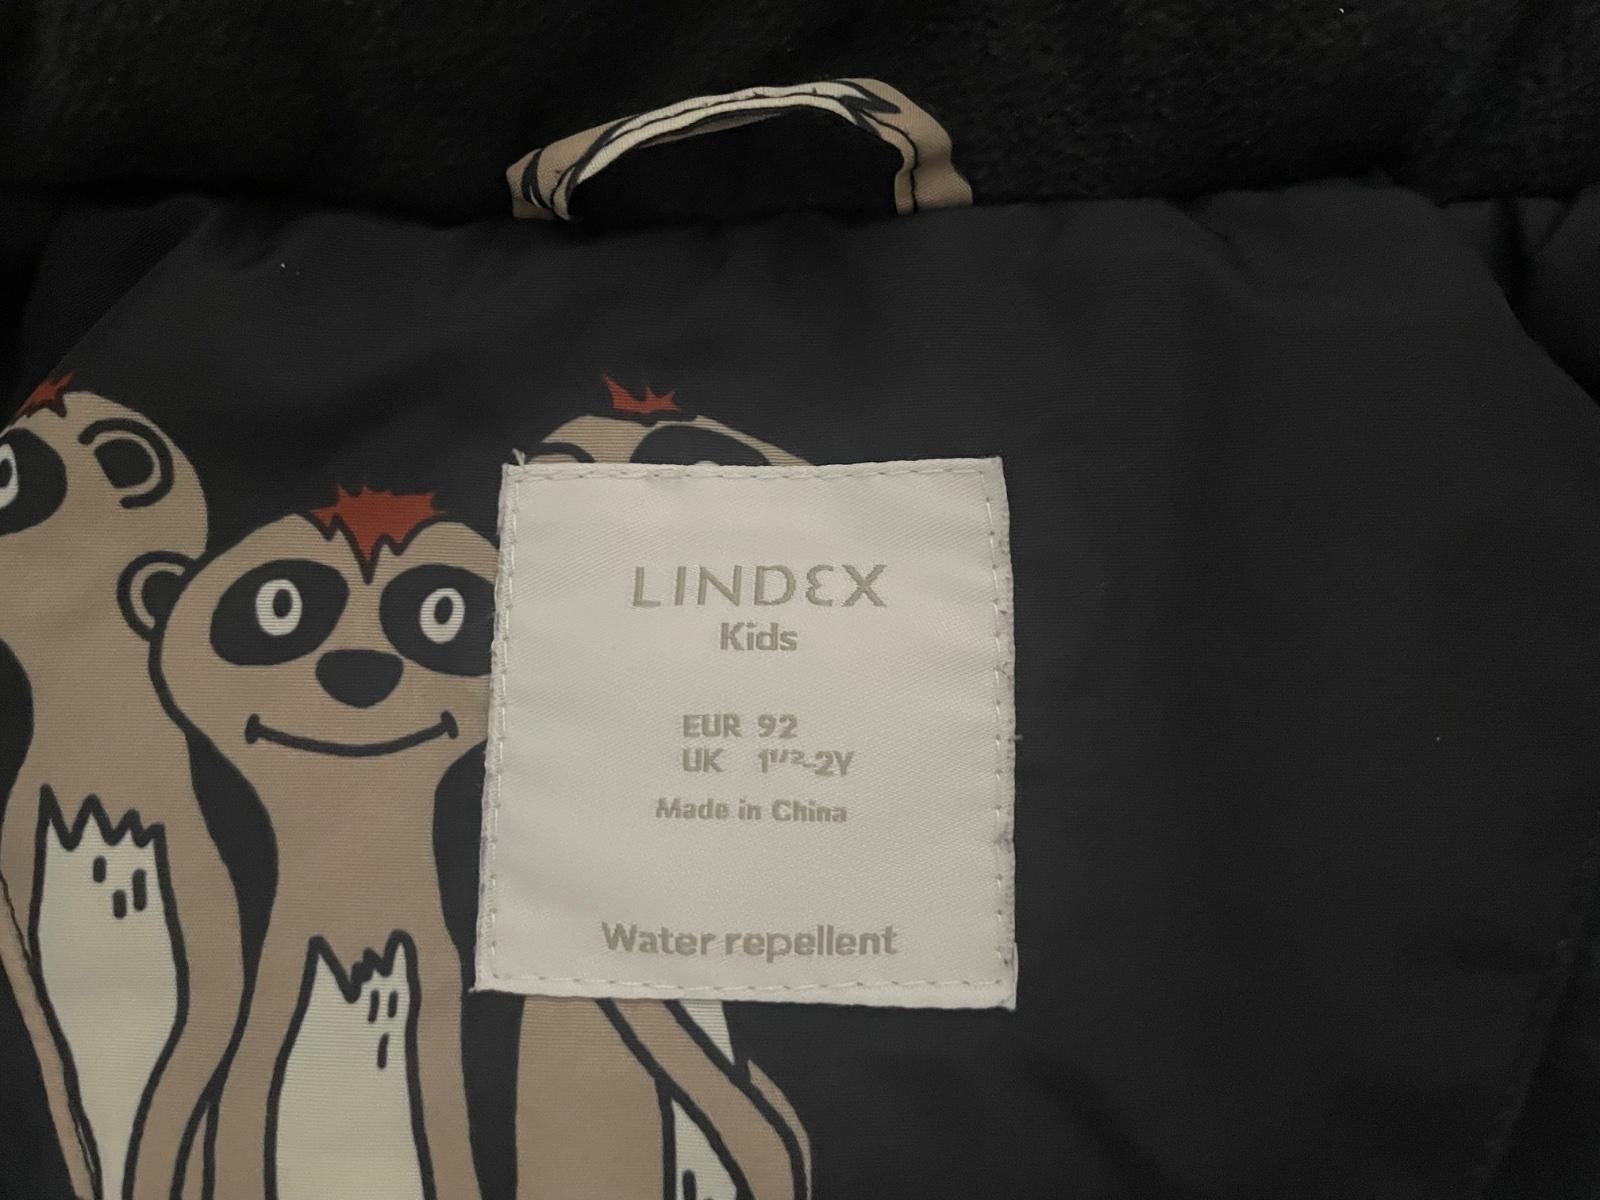 LINDEX
Kids
EUR 92
UK 1½-2Y
Made in China
Water repellent